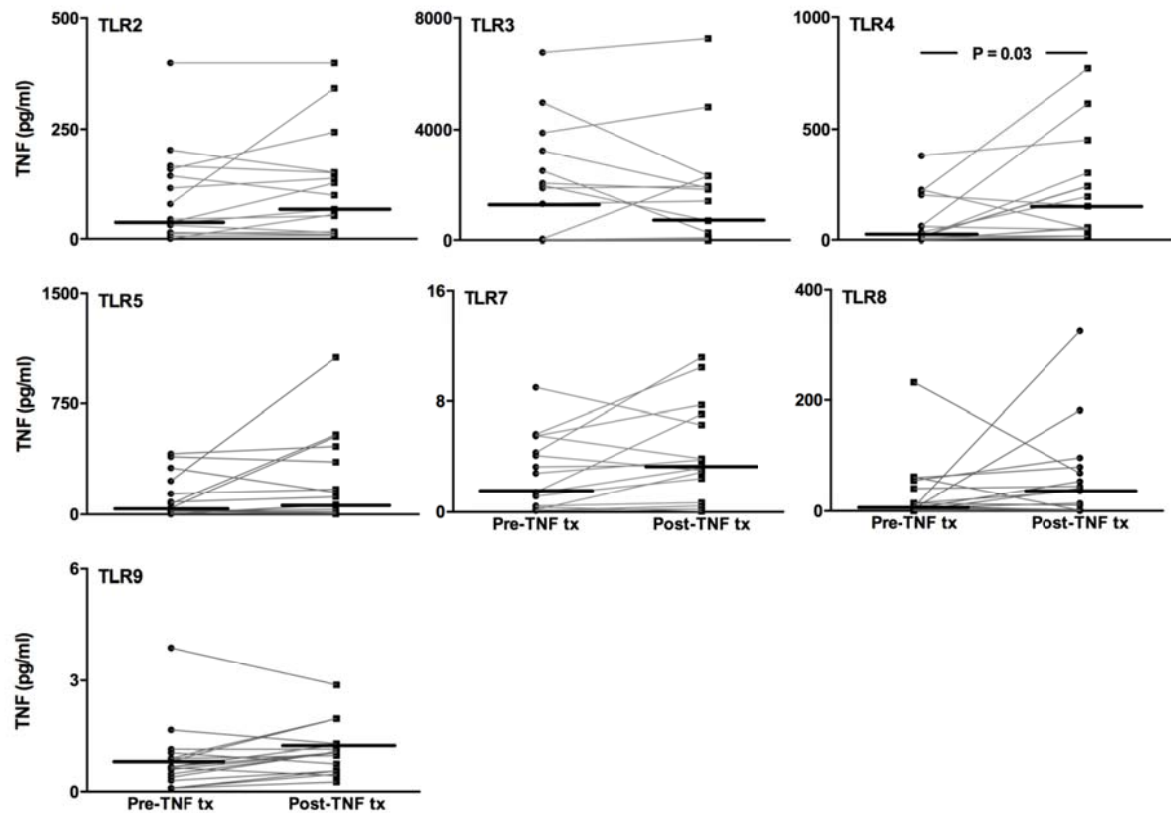 TLR2
500
250
0
TNF (pg/ml)
TLR3
8000
4000
0
TLR4
1000
500
0
P = 0.03
TLR5
1500
750
0
TNF (pg/ml)
TLR7
16
8
0
Pre-TNF tx Post-TNF tx
TLR8
400
200
0
Pre-TNF tx Post-TNF tx
TLR9
6
3
0
TNF (pg/ml)
Pre-TNF tx Post-TNF tx